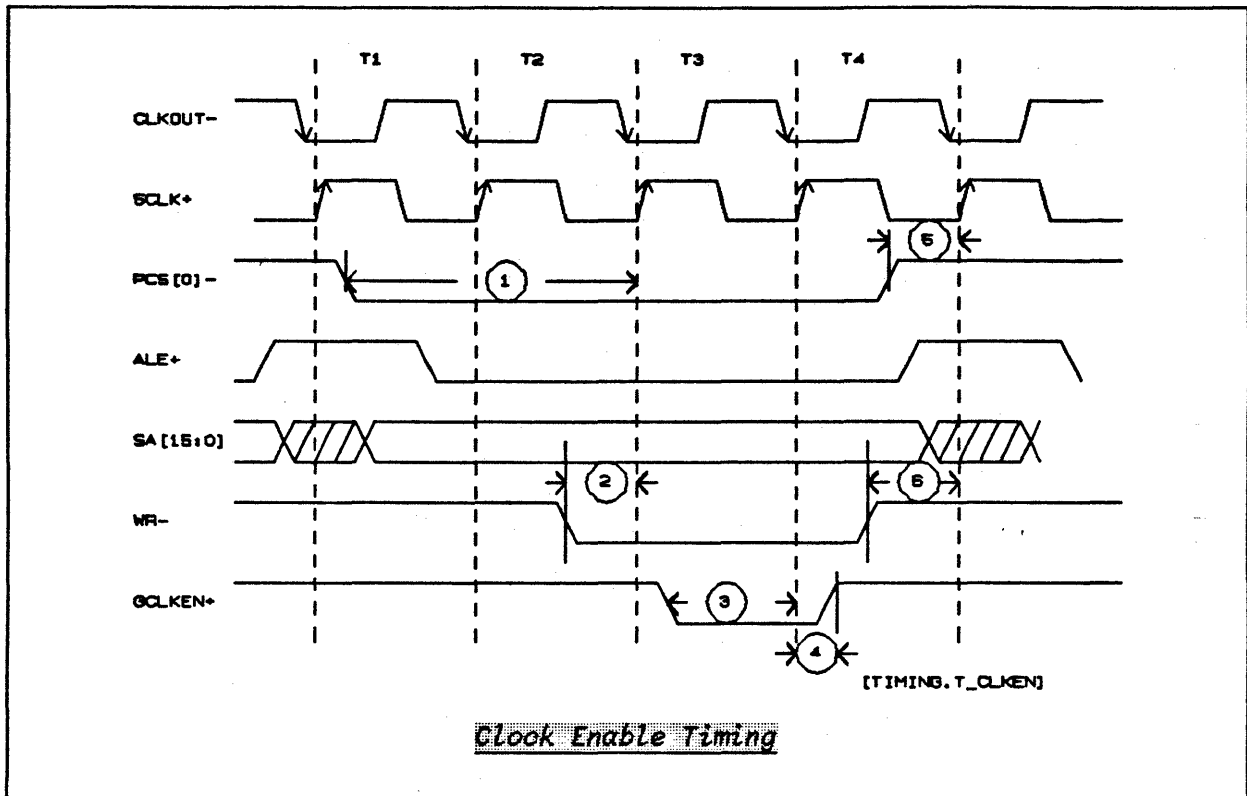 T1 T2 T3 T4
CLKOUT-
SCLK+
5
PCS[0]-
1
ALE+
SA[15:0]
2
6
WR-
GCLKEN+
3
4
[TIMING.T_CLKEN]
Clook Enable Timing